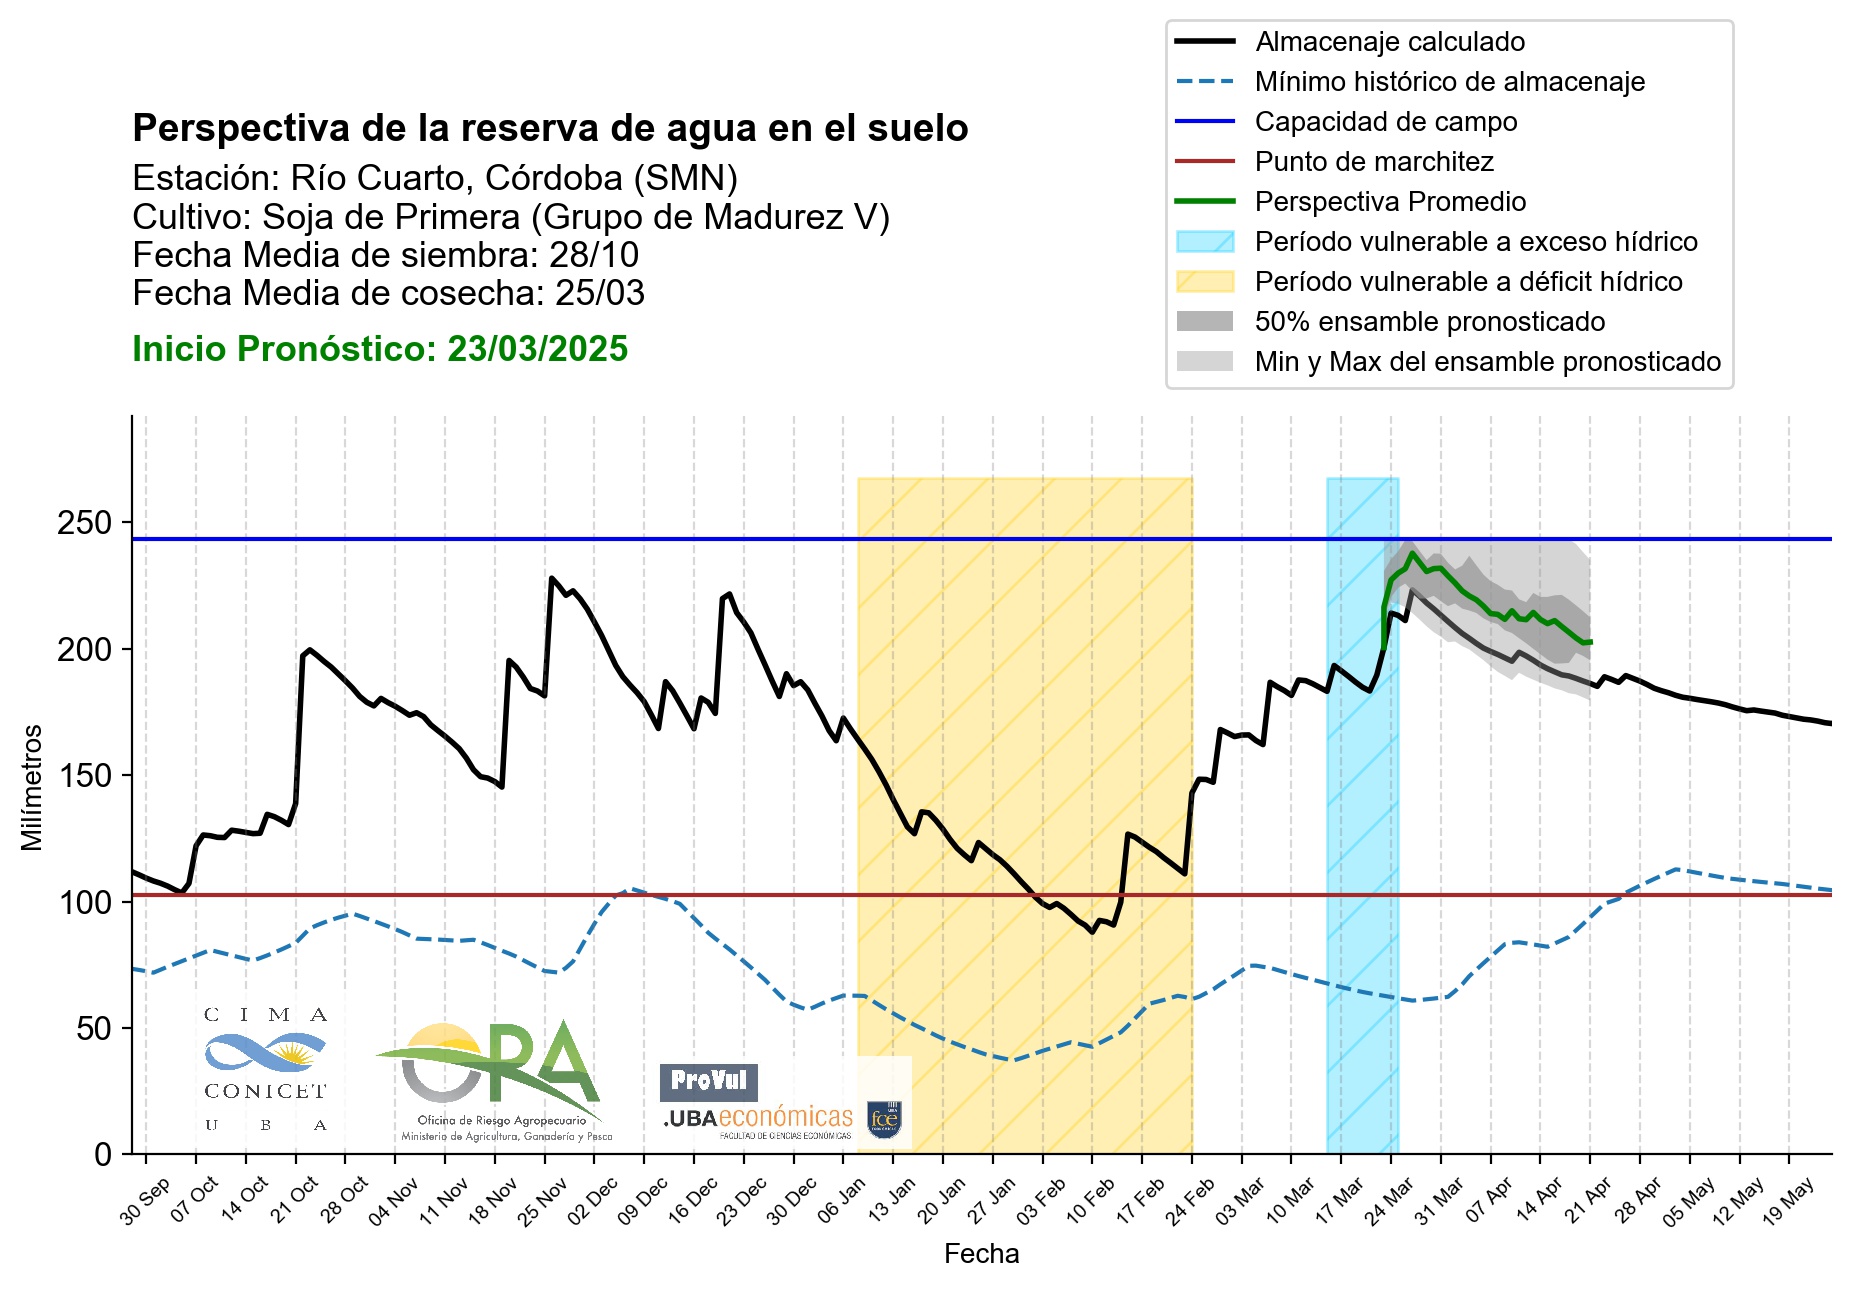 Almacenaje calculado
Mínimo histórico de almacenaje
Capacidad de campo
Punto de marchitez
Perspectiva Promedio
Período vulnerable a exceso hídrico
Período vulnerable a déficit hídrico
50% ensamble pronosticado
Min y Max del ensamble pronosticado
Perspectiva de la reserva de agua en el suelo
Estación: Río Cuarto, Córdoba (SMN)
Cultivo: Soja de Primera (Grupo de Madurez V)
Fecha Media de siembra: 28/10
Fecha Media de cosecha: 25/03
Inicio Pronóstico: 23/03/2025
Milímetros
250
200
150
100
50
0
CIMA
CONICET
UBA
ORA
Oficina de Riesgo Agropecuario
Ministerio de Agricultura, Ganadería y Pesca
ProVul
.UBAeconómicas
FACULTAD DE CIENCIAS ECONÓMICAS
UBA
fce
ECONÓMICAS
30 Sep
07 Oct
14 Oct
21 Oct
28 Oct
04 Nov
11 Nov
18 Nov
25 Nov
02 Dec
09 Dec
16 Dec
23 Dec
30 Dec
06 Jan
13 Jan
20 Jan
27 Jan
03 Feb
10 Feb
17 Feb
24 Feb
03 Mar
10 Mar
17 Mar
24 Mar
31 Mar
07 Apr
14 Apr
21 Apr
28 Apr
05 May
12 May
19 May
Fecha